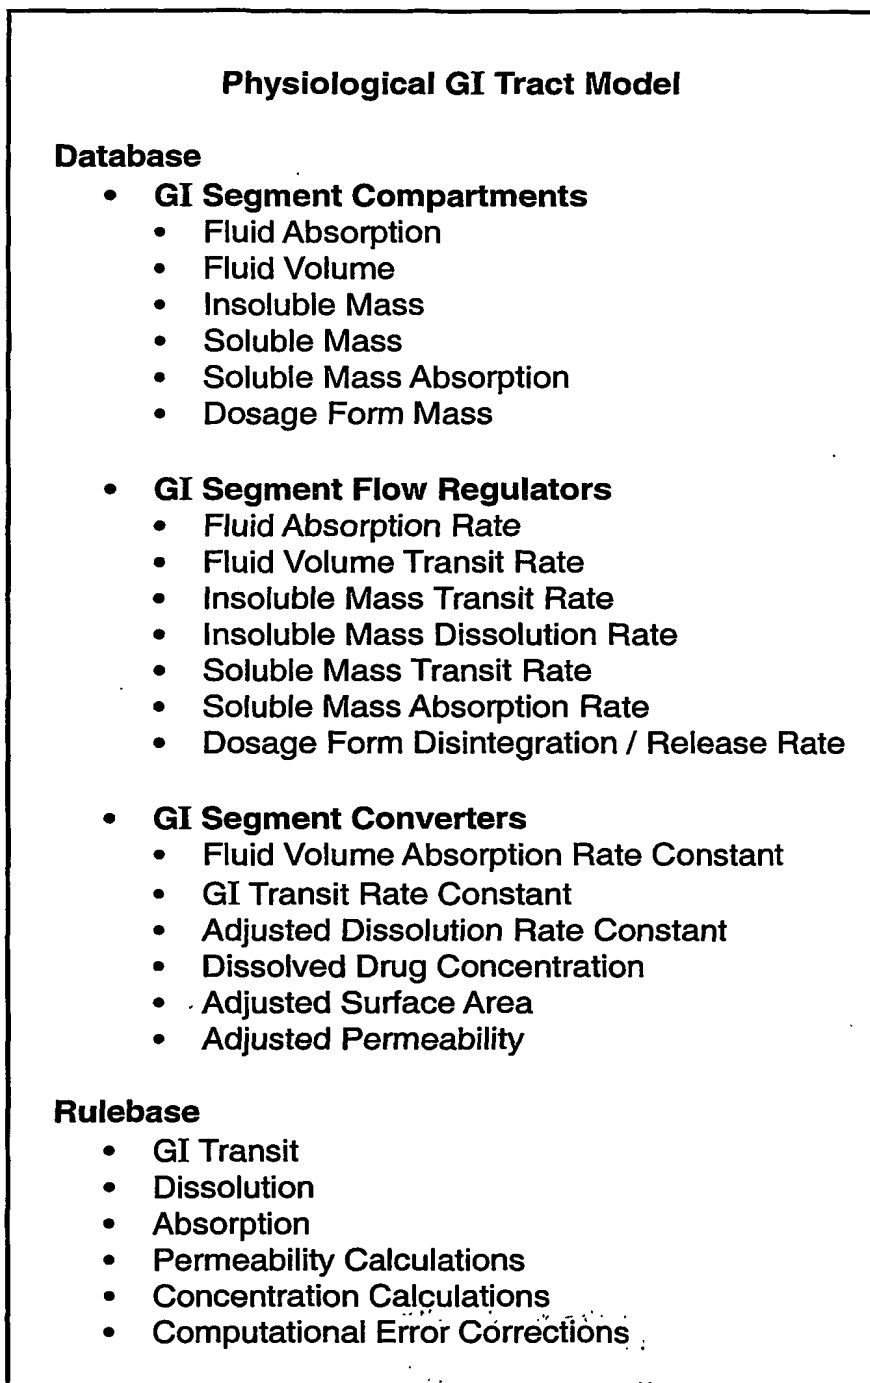 Physiological GI Tract Model
Database
• GI Segment Compartments
• Fluid Absorption
• Fluid Volume
• Insoluble Mass
• Soluble Mass
• Soluble Mass Absorption
• Dosage Form Mass
• GI Segment Flow Regulators
• Fluid Absorption Rate
• Fluid Volume Transit Rate
• Insoluble Mass Transit Rate
• Insoluble Mass Dissolution Rate
• Soluble Mass Transit Rate
• Soluble Mass Absorption Rate
• Dosage Form Disintegration / Release Rate
• GI Segment Converters
• Fluid Volume Absorption Rate Constant
• GI Transit Rate Constant
• Adjusted Dissolution Rate Constant
• Dissolved Drug Concentration
• Adjusted Surface Area
• Adjusted Permeability
Rulebase
• GI Transit
• Dissolution
• Absorption
• Permeability Calculations
• Concentration Calculations
• Computational Error Corrections